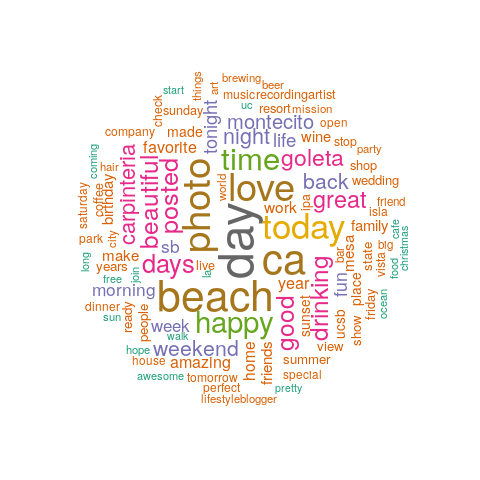 brewing
things
art
beer
start
musicrecordingartist
check
sunday
tonight
uc
resort
mission
montecito
open
company
made
night
life
wine
stop
favorite
party
coming
hair
carpinteria
beautiful
posted
photo
time
goleta
shop
world
love
back
wedding
saturday
coffee
birthday
day
work
ipa
great
friend
isla
today
family
cafe
christmas
park
city
sb
ca
bar
mesa
state
vista
big
food
long
make
years
free
join
days
live
la
drinking
fun
place
ocean
morning
beach
year
good
sunset
ucsb
show
friday
dinner
sun
ready
people
week
happy
walk
view
hope
weekend
house
amazing
home
friends
summer
awesome
tomorrow
special
perfect
pretty
lifestyleblogger